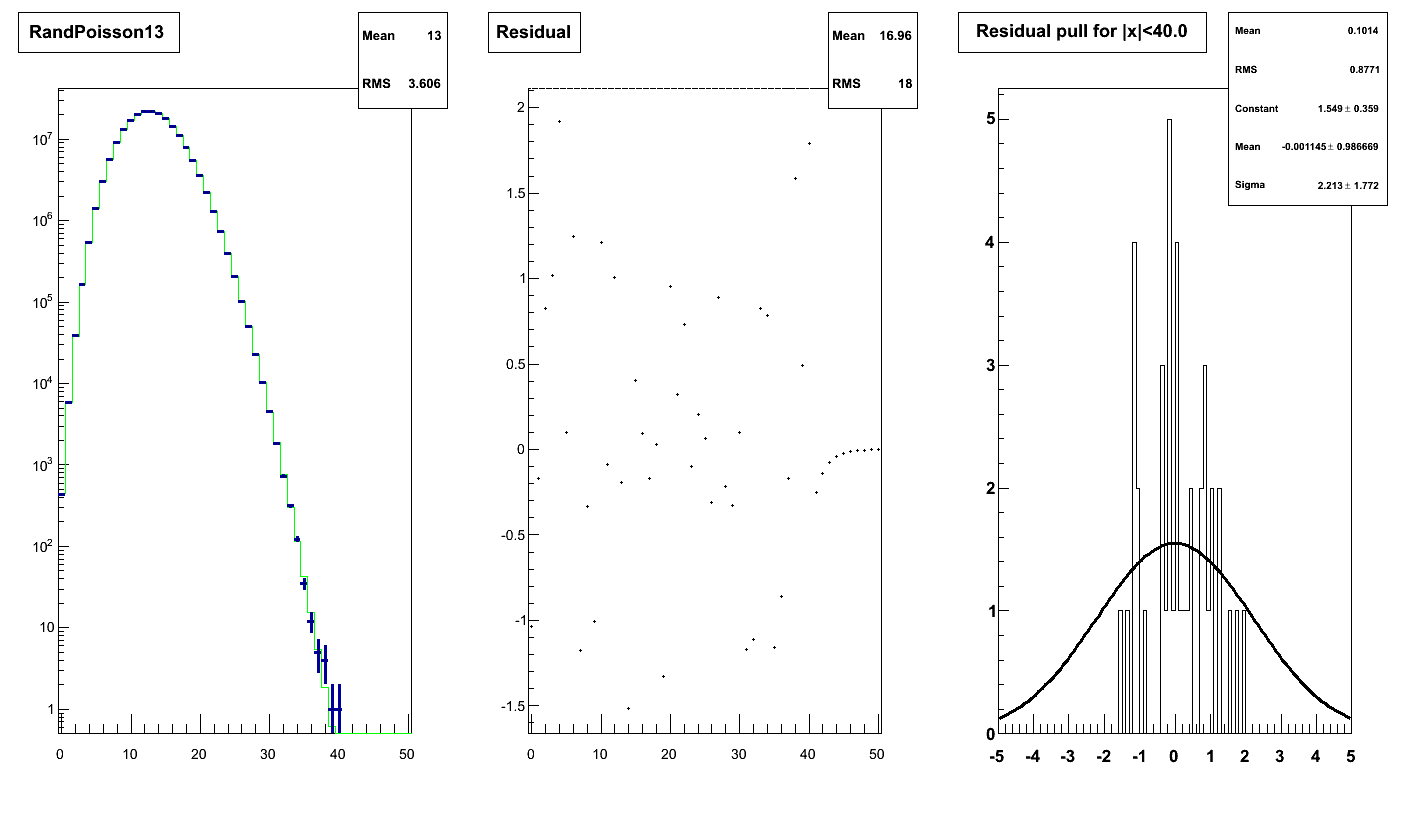 RandPoisson13
Mean 13
RMS 3.606
10^7
10^6
10^5
10^4
10^3
10^2
10
1
0 10 20 30 40 50
Residual
Mean 16.96
RMS 18
2
1.5
1
0.5
0
-0.5
-1
-1.5
0 10 20 30 40 50
Residual pull for |x|<40.0
Mean 0.1014
RMS 0.8771
Constant 1.549 ± 0.359
Mean -0.001145 ± 0.986669
Sigma 2.213 ± 1.772
5
4
3
2
1
0
-5 -4 -3 -2 -1 0 1 2 3 4 5